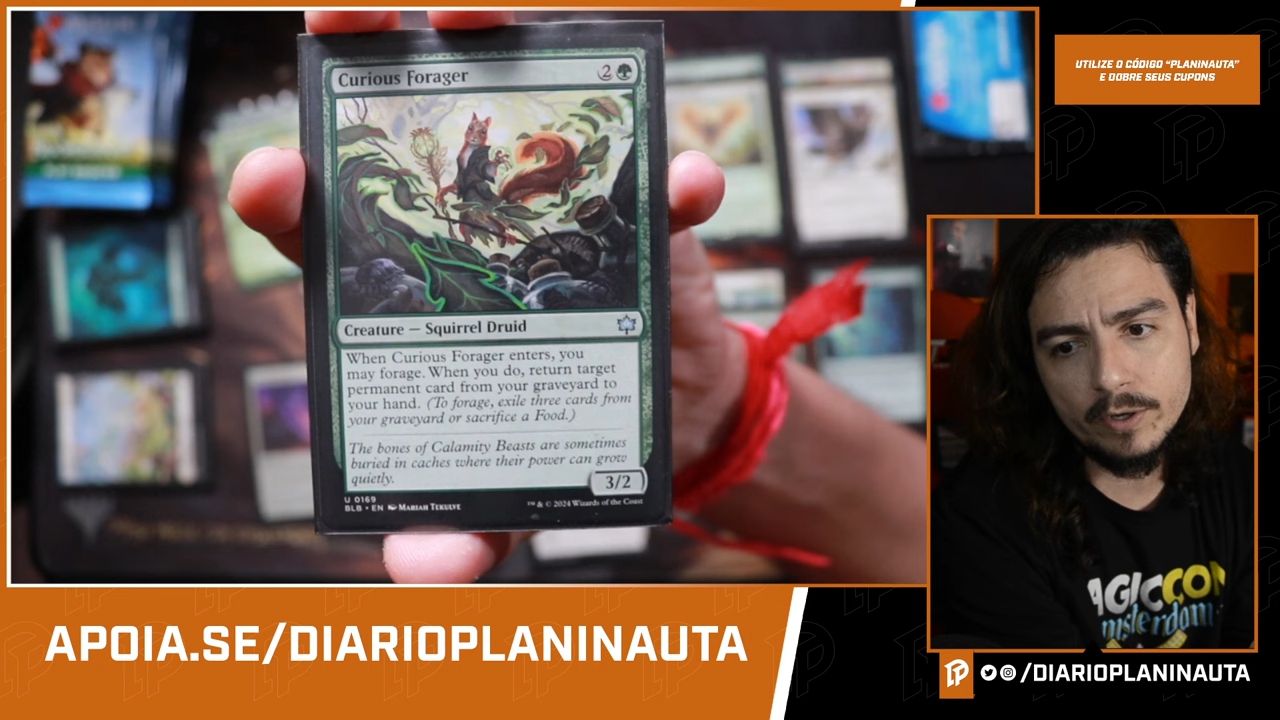 Curious Forager 2
Creature — Squirrel Druid
When Curious Forager enters, you
may forage. When you do, return target
permanent card from your graveyard to
your hand. (To forage, exile three cards from
your graveyard or sacrifice a Food.)
The bones of Calamity Beasts are sometimes
buried in caches where their power can grow
quietly.
3/2
U 0169
BLB • EN Mariah Tekulve
™ & © 2024 Wizards of the Coast
UTILIZE O CÓDIGO “PLANINAUTA”
E DOBRE SEUS CUPONS
AGICCON
msterdom
APOIA.SE/DIARIOPLANINAUTA
/DIARIOPLANINAUTA